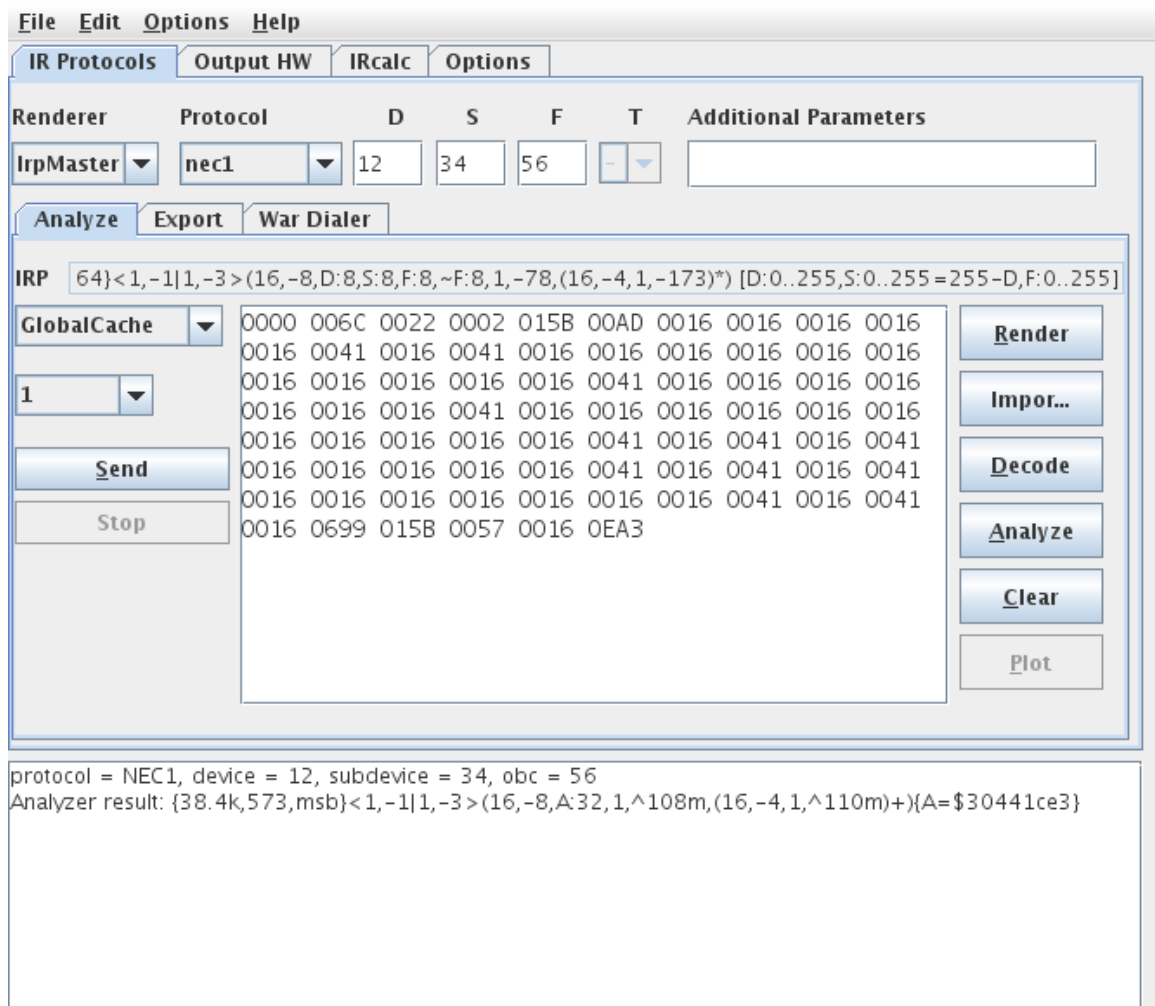 File Edit Options Help
IR Protocols Output HW IRcalc Options
Renderer Protocol D S F T Additional Parameters
IrpMaster nec1 12 34 56 -
Analyze Export War Dialer
IRP 64}<1,-1|1,-3>(16,-8,D:8,S:8,F:8,~F:8,1,-78,(16,-4,1,-173)*) [D:0..255,S:0..255=255-D,F:0..255]
GlobalCache
1
Send
Stop
0000 006C 0022 0002 015B 00AD 0016 0016 0016 0016
0016 0041 0016 0041 0016 0016 0016 0016 0016 0016
0016 0016 0016 0016 0016 0041 0016 0016 0016 0016
0016 0016 0016 0041 0016 0016 0016 0016 0016 0016
0016 0016 0016 0016 0016 0041 0016 0041 0016 0041
0016 0016 0016 0016 0016 0041 0016 0041 0016 0041
0016 0016 0016 0016 0016 0016 0016 0041 0016 0041
0016 0699 015B 0057 0016 0EA3
Render
Impor...
Decode
Analyze
Clear
Plot
protocol = NEC1, device = 12, subdevice = 34, obc = 56
Analyzer result: {38.4k,573,msb}<1,-1|1,-3>(16,-8,A:32,1,^108m,(16,-4,1,^110m)+){A=$30441ce3}